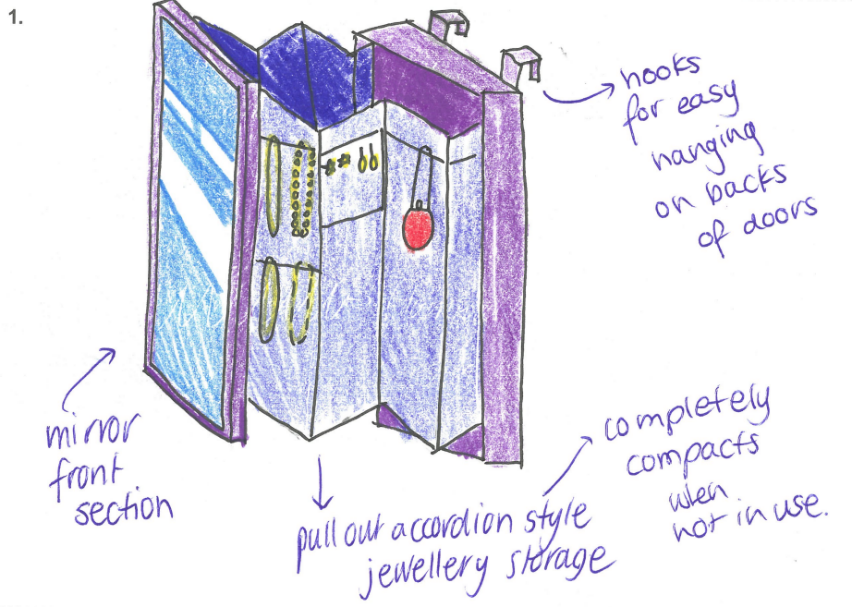 1.
hooks
for easy
hanging
on backs
of doors
mirror
front
section
pull out accordion style
jewellery storage
completely
compacts
when
not in use.